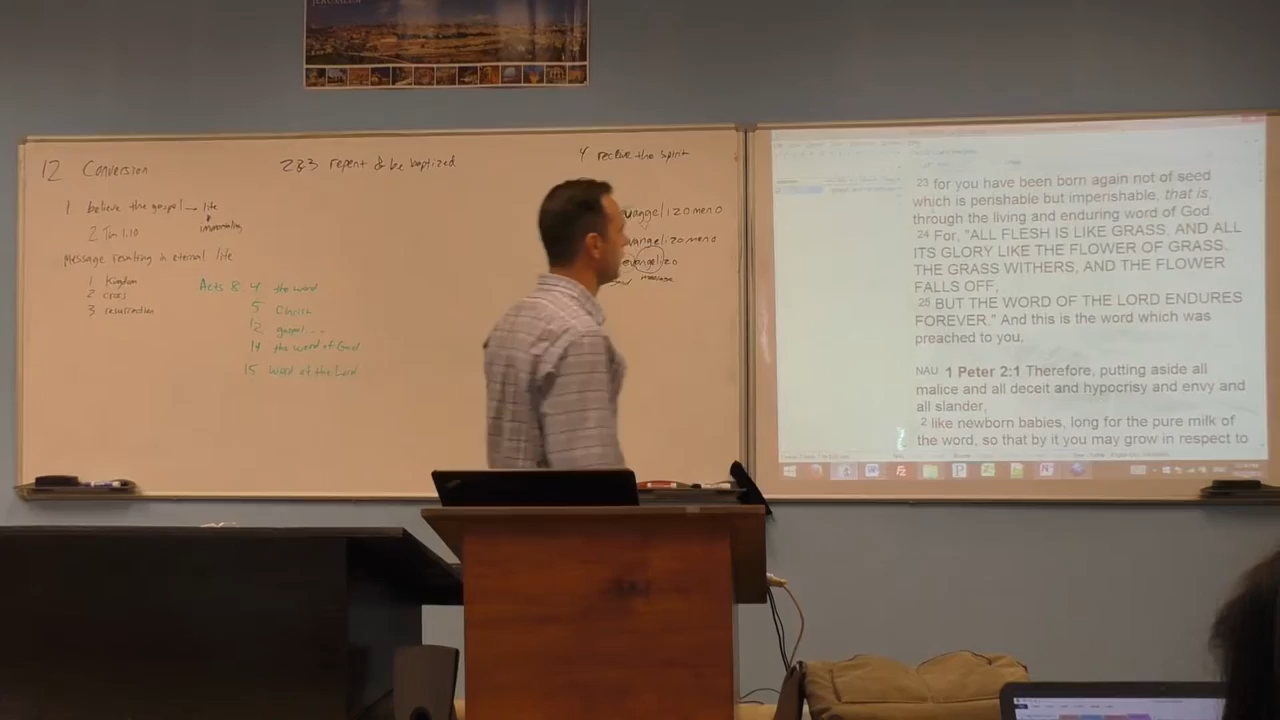 JERUSALEM
12 Conversion
2&3 repent & be baptized
4 receive the spirit
1 believe the gospel → life
immortality
2 Tim 1.10
Message resulting in eternal life
1 Kingdom
2 cross
3 resurrection
Acts 8 4 the word
5 Christ
12 gospel...
14 the word of God
15 word of the Lord
vanggelizomeno
vangelizomeno
evangelizo
message
23 for you have been born again not of seed
which is perishable but imperishable, that is,
through the living and enduring word of God.
24 For, "ALL FLESH IS LIKE GRASS, AND ALL
ITS GLORY LIKE THE FLOWER OF GRASS.
THE GRASS WITHERS, AND THE FLOWER
FALLS OFF,
25 BUT THE WORD OF THE LORD ENDURES
FOREVER." And this is the word which was
preached to you.
NAU 1 Peter 2:1 Therefore, putting aside all
malice and all deceit and hypocrisy and envy and
all slander,
2 like newborn babies, long for the pure milk of
the word, so that by it you may grow in respect to